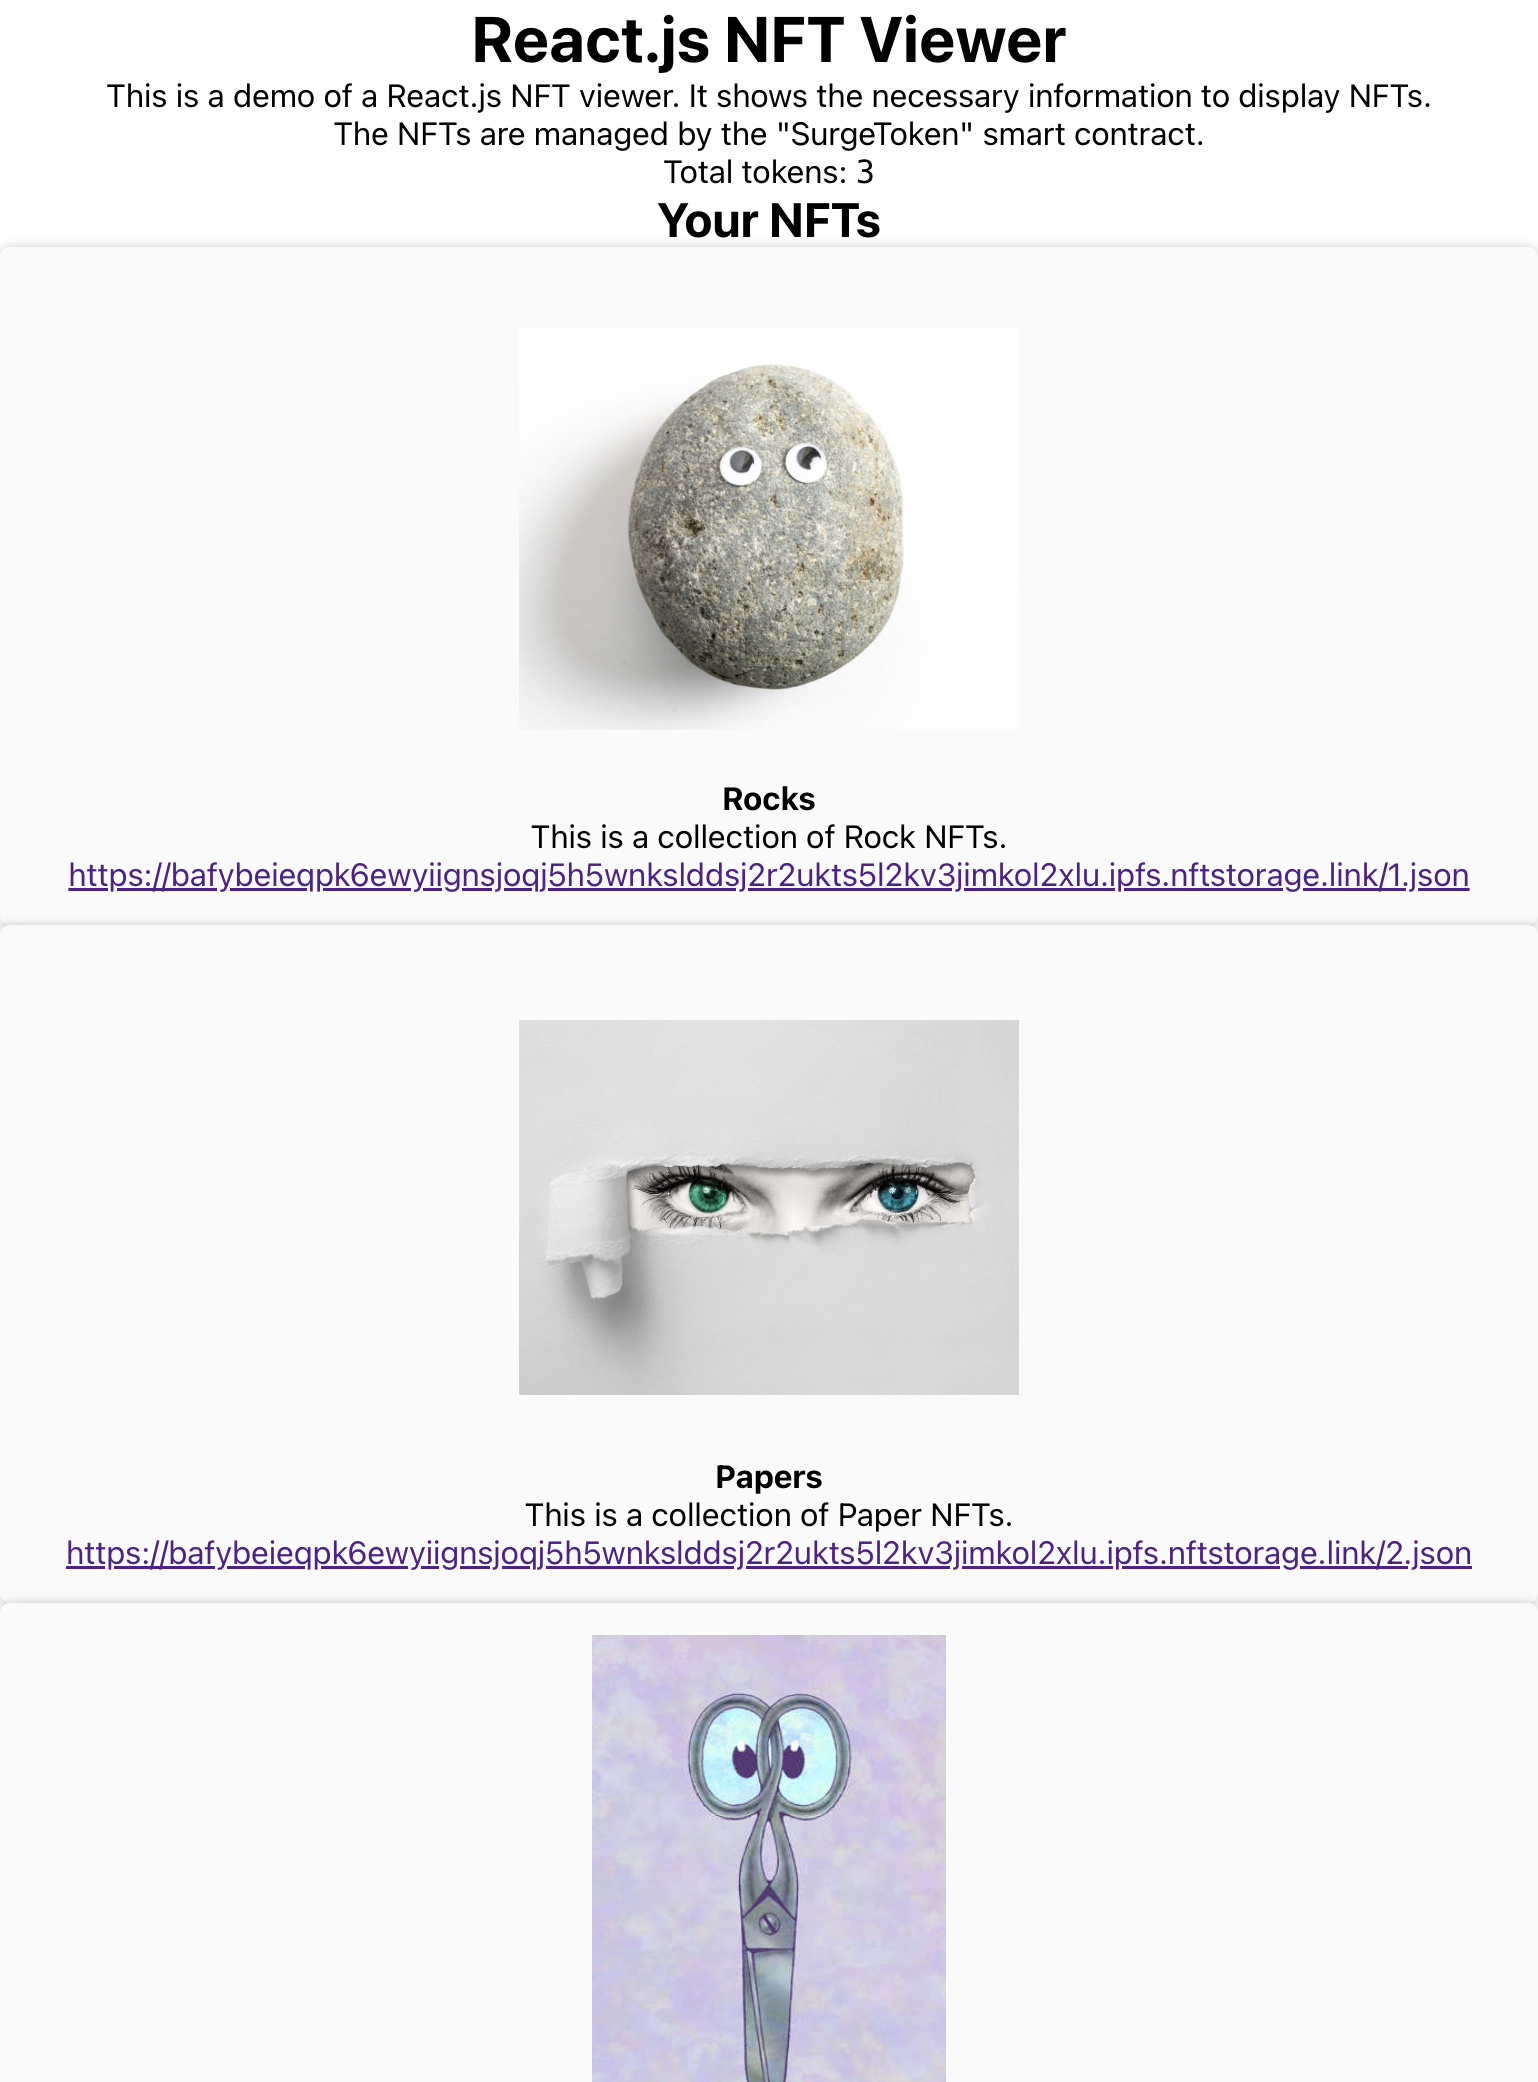 React.js NFT Viewer
This is a demo of a React.js NFT viewer. It shows the necessary information to display NFTs.
The NFTs are managed by the "SurgeToken" smart contract.
Total tokens: 3
Your NFTs
Rocks
This is a collection of Rock NFTs.
https://bafybeieqpk6ewyiignsjoqj5h5wnkslddsj2r2ukts5l2kv3jimkol2xlu.ipfs.nftstorage.link/1.json
Papers
This is a collection of Paper NFTs.
https://bafybeieqpk6ewyiignsjoqj5h5wnkslddsj2r2ukts5l2kv3jimkol2xlu.ipfs.nftstorage.link/2.json